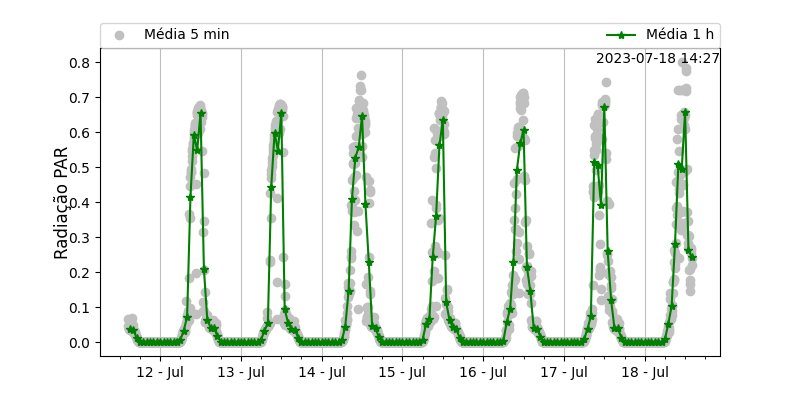 Média 5 min
Média 1 h
2023-07-18 14:27
Radiação PAR
0.8
0.7
0.6
0.5
0.4
0.3
0.2
0.1
0.0
12 - Jul
13 - Jul
14 - Jul
15 - Jul
16 - Jul
17 - Jul
18 - Jul